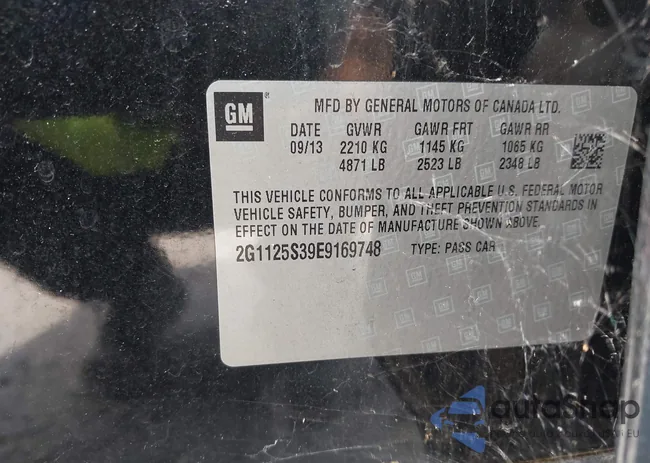 GM ®
MFD BY GENERAL MOTORS OF CANADA LTD.
DATE GVWR GAWR FRT GAWR RR
09/13 2210 KG 1145 KG 1065 KG
4871 LB 2523 LB 2348 LB
THIS VEHICLE CONFORMS TO ALL APPLICABLE U.S. FEDERAL MOTOR
VEHICLE SAFETY, BUMPER, AND THEFT PREVENTION STANDARDS IN
EFFECT ON THE DATE OF MANUFACTURE SHOWN ABOVE.
2G1125S39E9169748 TYPE: PASS CAR
autoshop
EU